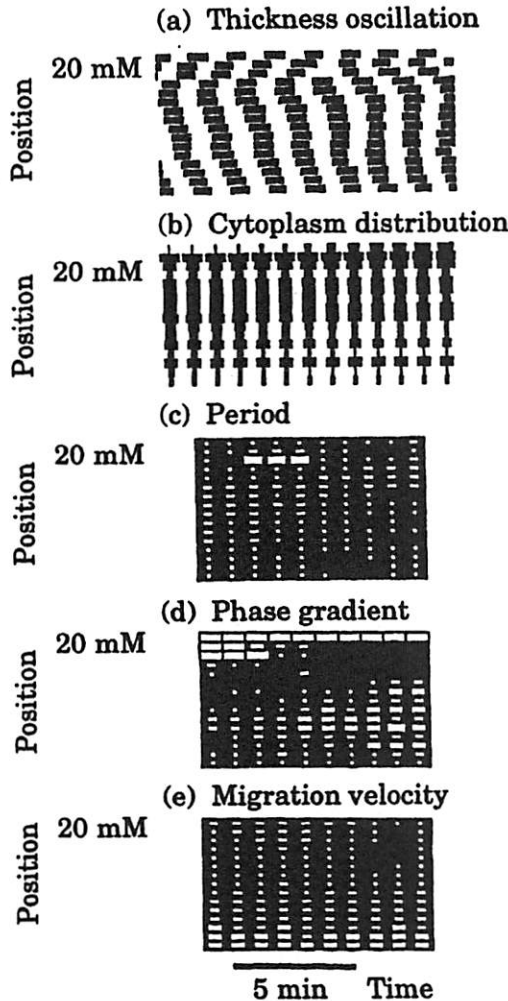 (a) Thickness oscillation
20 mM
Position
(b) Cytoplasm distribution
20 mM
Position
(c) Period
20 mM
Position
(d) Phase gradient
20 mM
Position
(e) Migration velocity
20 mM
Position
5 min Time